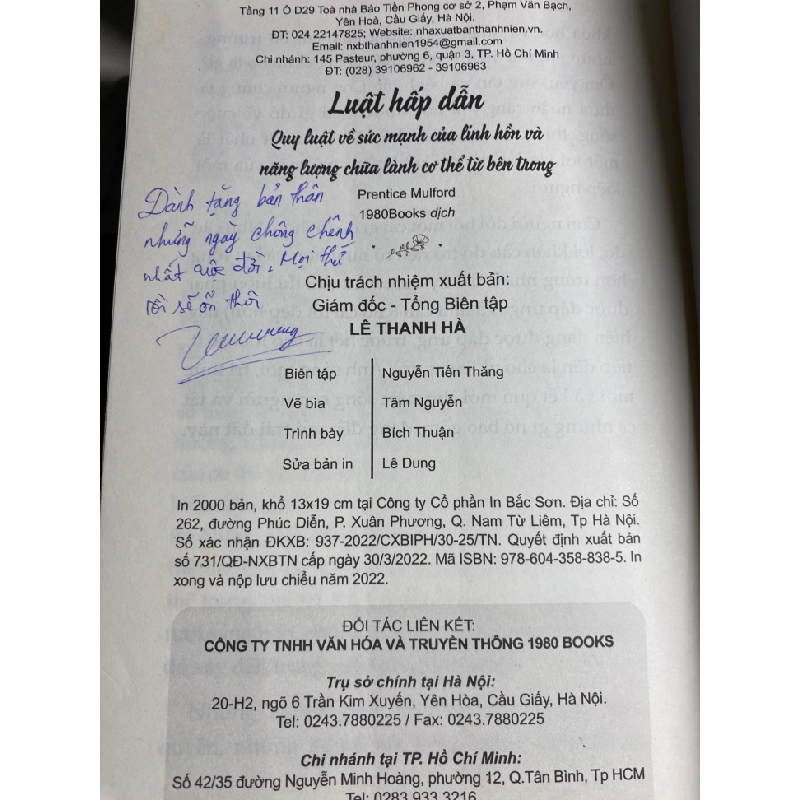 Tầng 11 Ô D29 Toà nhà Báo Tiền Phong cơ sở 2, Phạm Văn Bạch,
Yên Hoà, Cầu Giấy, Hà Nội.
ĐT: 024 22147825; Website: nhaxuatbanthanhnien.vn.
Email: nxbthanhnien1954@gmail.com
Chi nhánh: 145 Pasteur, phường 6, quận 3, TP. Hồ Chí Minh
ĐT: (028) 39106962 - 39106963
Luật hấp dẫn
Quy luật về sức mạnh của linh hồn và
năng lượng chữa lành cơ thể từ bên trong
Prentice Mulford
1980Books dịch
Dành tặng bản thân
những ngày chông chênh
nhất cuộc đời. Mọi thứ
rồi sẽ ổn thôi
Chịu trách nhiệm xuất bản:
Giám đốc - Tổng Biên tập
LÊ THANH HÀ
Biên tập Nguyễn Tiến Thăng
Vẽ bìa Tâm Nguyễn
Trình bày Bích Thuận
Sửa bản in Lê Dung
In 2000 bản, khổ 13x19 cm tại Công ty Cổ phần In Bắc Sơn. Địa chỉ: Số
262, đường Phúc Diễn, P. Xuân Phương, Q. Nam Từ Liêm, Tp Hà Nội.
Số xác nhận ĐKXB: 937-2022/CXBIPH/30-25/TN. Quyết định xuất bản
số 731/QĐ-NXBTN cấp ngày 30/3/2022. Mã ISBN: 978-604-358-838-5. In
xong và nộp lưu chiểu năm 2022.
ĐỐI TÁC LIÊN KẾT:
CÔNG TY TNHH VĂN HÓA VÀ TRUYỀN THÔNG 1980 BOOKS
Trụ sở chính tại Hà Nội:
20-H2, ngõ 6 Trần Kim Xuyến, Yên Hòa, Cầu Giấy, Hà Nội.
Tel: 0243.7880225 / Fax: 0243.7880225
Chi nhánh tại TP. Hồ Chí Minh:
Số 42/35 đường Nguyễn Minh Hoàng, phường 12, Q.Tân Bình, Tp HCM
Tel: 0283.933.3216